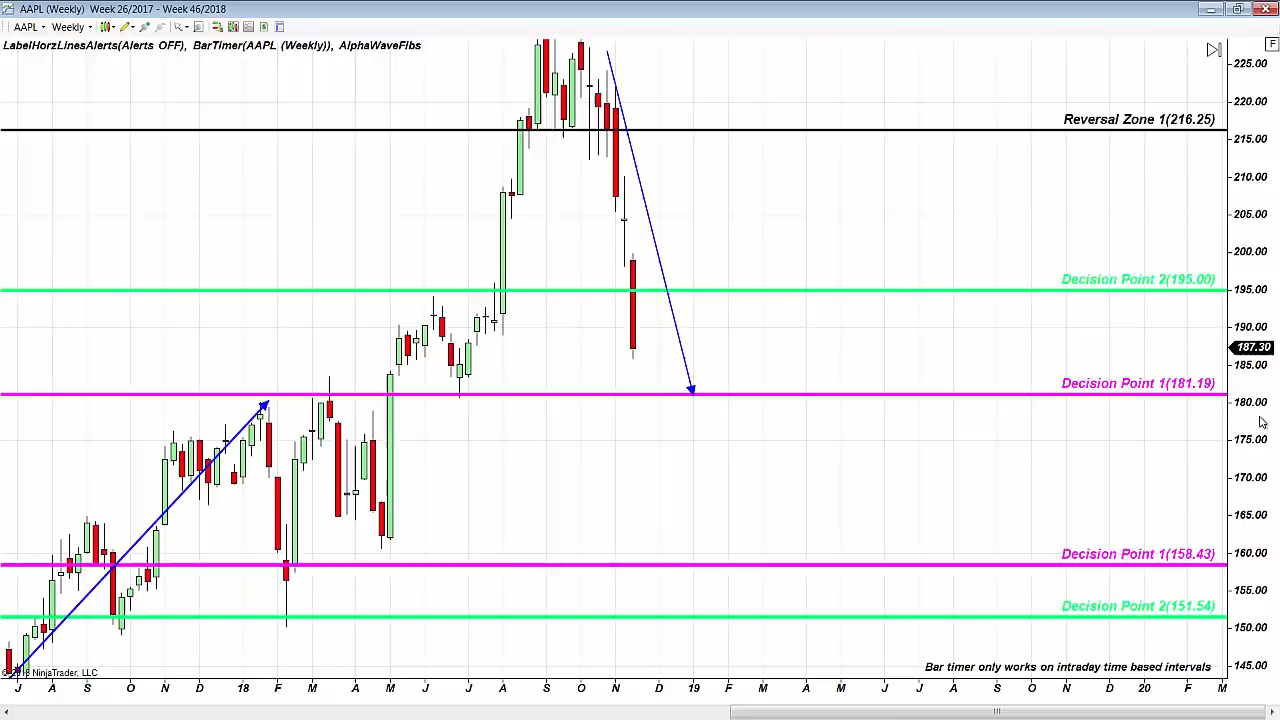 AAPL (Weekly)  Week 26/2017 - Week 46/2018
AAPL Weekly
LabelHorzLinesAlerts(Alerts OFF), BarTimer(AAPL (Weekly)), AlphaWaveFibs
F
225.00
220.00
Reversal Zone 1(216.25)
215.00
210.00
205.00
200.00
Decision Point 2(195.00)
195.00
190.00
187.30
185.00
Decision Point 1(181.19)
180.00
175.00
170.00
165.00
Decision Point 1(158.43)
160.00
155.00
Decision Point 2(151.54)
150.00
145.00
Bar timer only works on intraday time based intervals
© 2018 NinjaTrader, LLC
J J A S O N D 18 F M A M J J A S O N D 19 F M A M J J A S O N D 20 F M